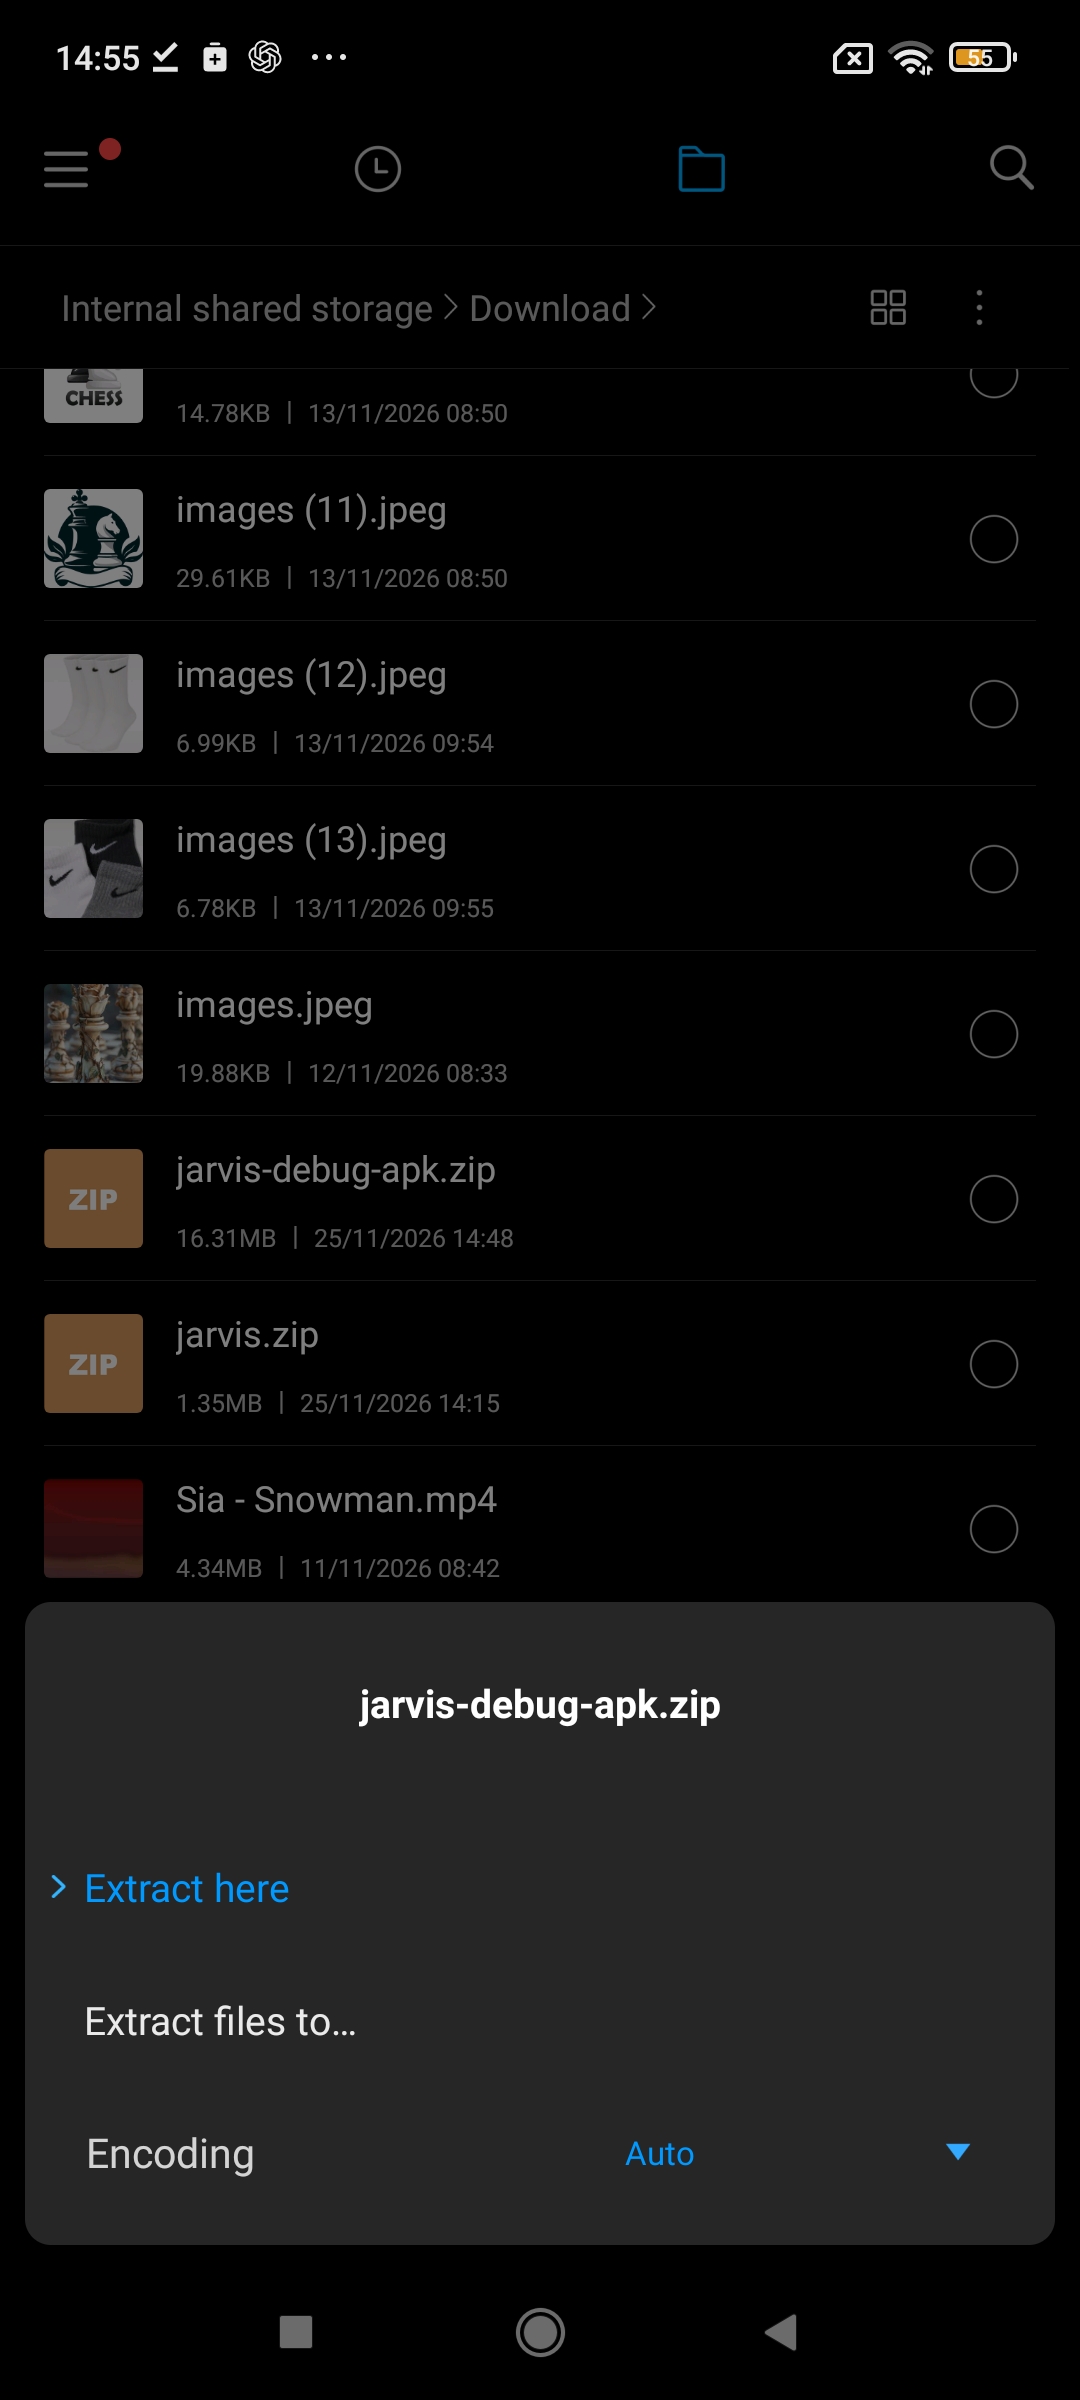 14:55
55
Internal shared storage > Download >
CHESS
14.78KB | 13/11/2026 08:50
images (11).jpeg
29.61KB | 13/11/2026 08:50
images (12).jpeg
6.99KB | 13/11/2026 09:54
images (13).jpeg
6.78KB | 13/11/2026 09:55
images.jpeg
19.88KB | 12/11/2026 08:33
ZIP
jarvis-debug-apk.zip
16.31MB | 25/11/2026 14:48
ZIP
jarvis.zip
1.35MB | 25/11/2026 14:15
Sia - Snowman.mp4
4.34MB | 11/11/2026 08:42
jarvis-debug-apk.zip
> Extract here
Extract files to...
Encoding Auto